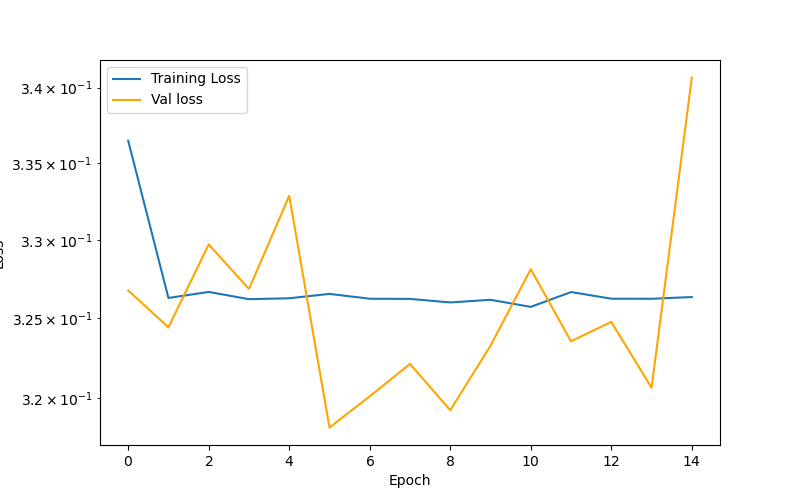 Training Loss
Val loss
3.4 × 10⁻¹
3.35 × 10⁻¹
3.3 × 10⁻¹
3.25 × 10⁻¹
3.2 × 10⁻¹
Loss
0 2 4 6 8 10 12 14
Epoch